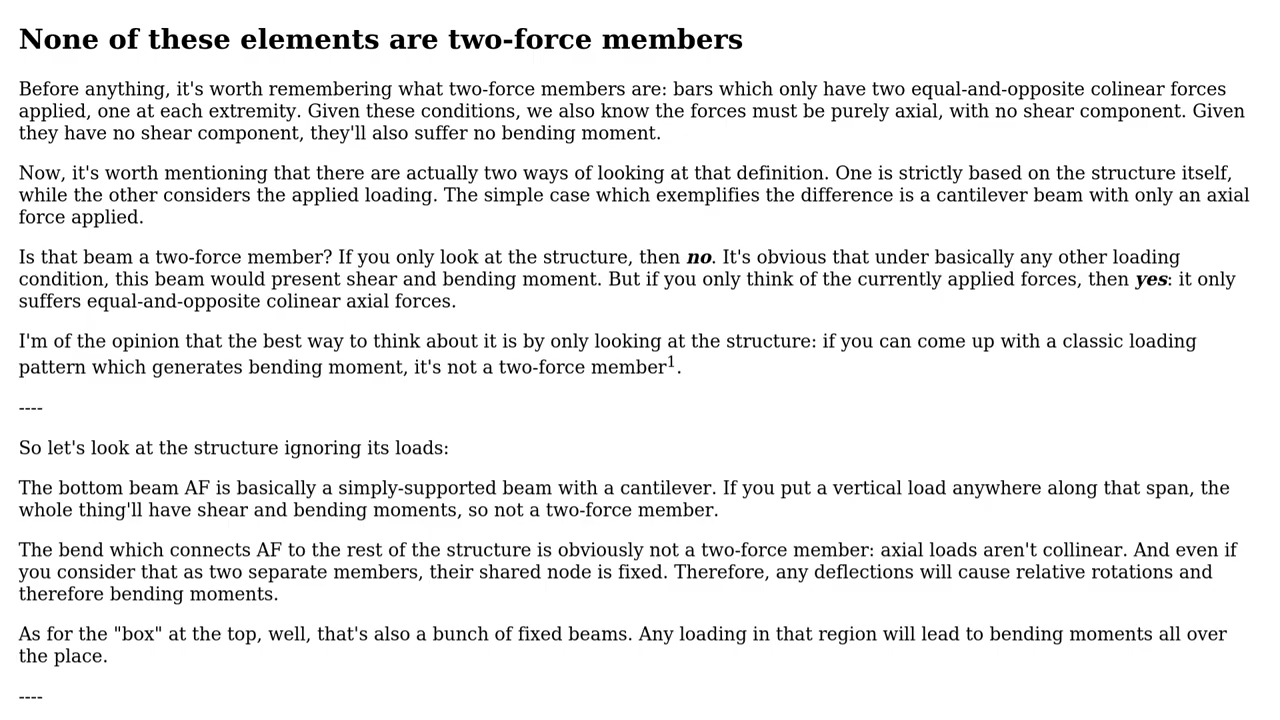 None of these elements are two-force members
Before anything, it's worth remembering what two-force members are: bars which only have two equal-and-opposite colinear forces
applied, one at each extremity. Given these conditions, we also know the forces must be purely axial, with no shear component. Given
they have no shear component, they'll also suffer no bending moment.
Now, it's worth mentioning that there are actually two ways of looking at that definition. One is strictly based on the structure itself,
while the other considers the applied loading. The simple case which exemplifies the difference is a cantilever beam with only an axial
force applied.
Is that beam a two-force member? If you only look at the structure, then no. It's obvious that under basically any other loading
condition, this beam would present shear and bending moment. But if you only think of the currently applied forces, then yes: it only
suffers equal-and-opposite colinear axial forces.
I'm of the opinion that the best way to think about it is by only looking at the structure: if you can come up with a classic loading
pattern which generates bending moment, it's not a two-force member1.
----
So let's look at the structure ignoring its loads:
The bottom beam AF is basically a simply-supported beam with a cantilever. If you put a vertical load anywhere along that span, the
whole thing'll have shear and bending moments, so not a two-force member.
The bend which connects AF to the rest of the structure is obviously not a two-force member: axial loads aren't collinear. And even if
you consider that as two separate members, their shared node is fixed. Therefore, any deflections will cause relative rotations and
therefore bending moments.
As for the "box" at the top, well, that's also a bunch of fixed beams. Any loading in that region will lead to bending moments all over
the place.
----